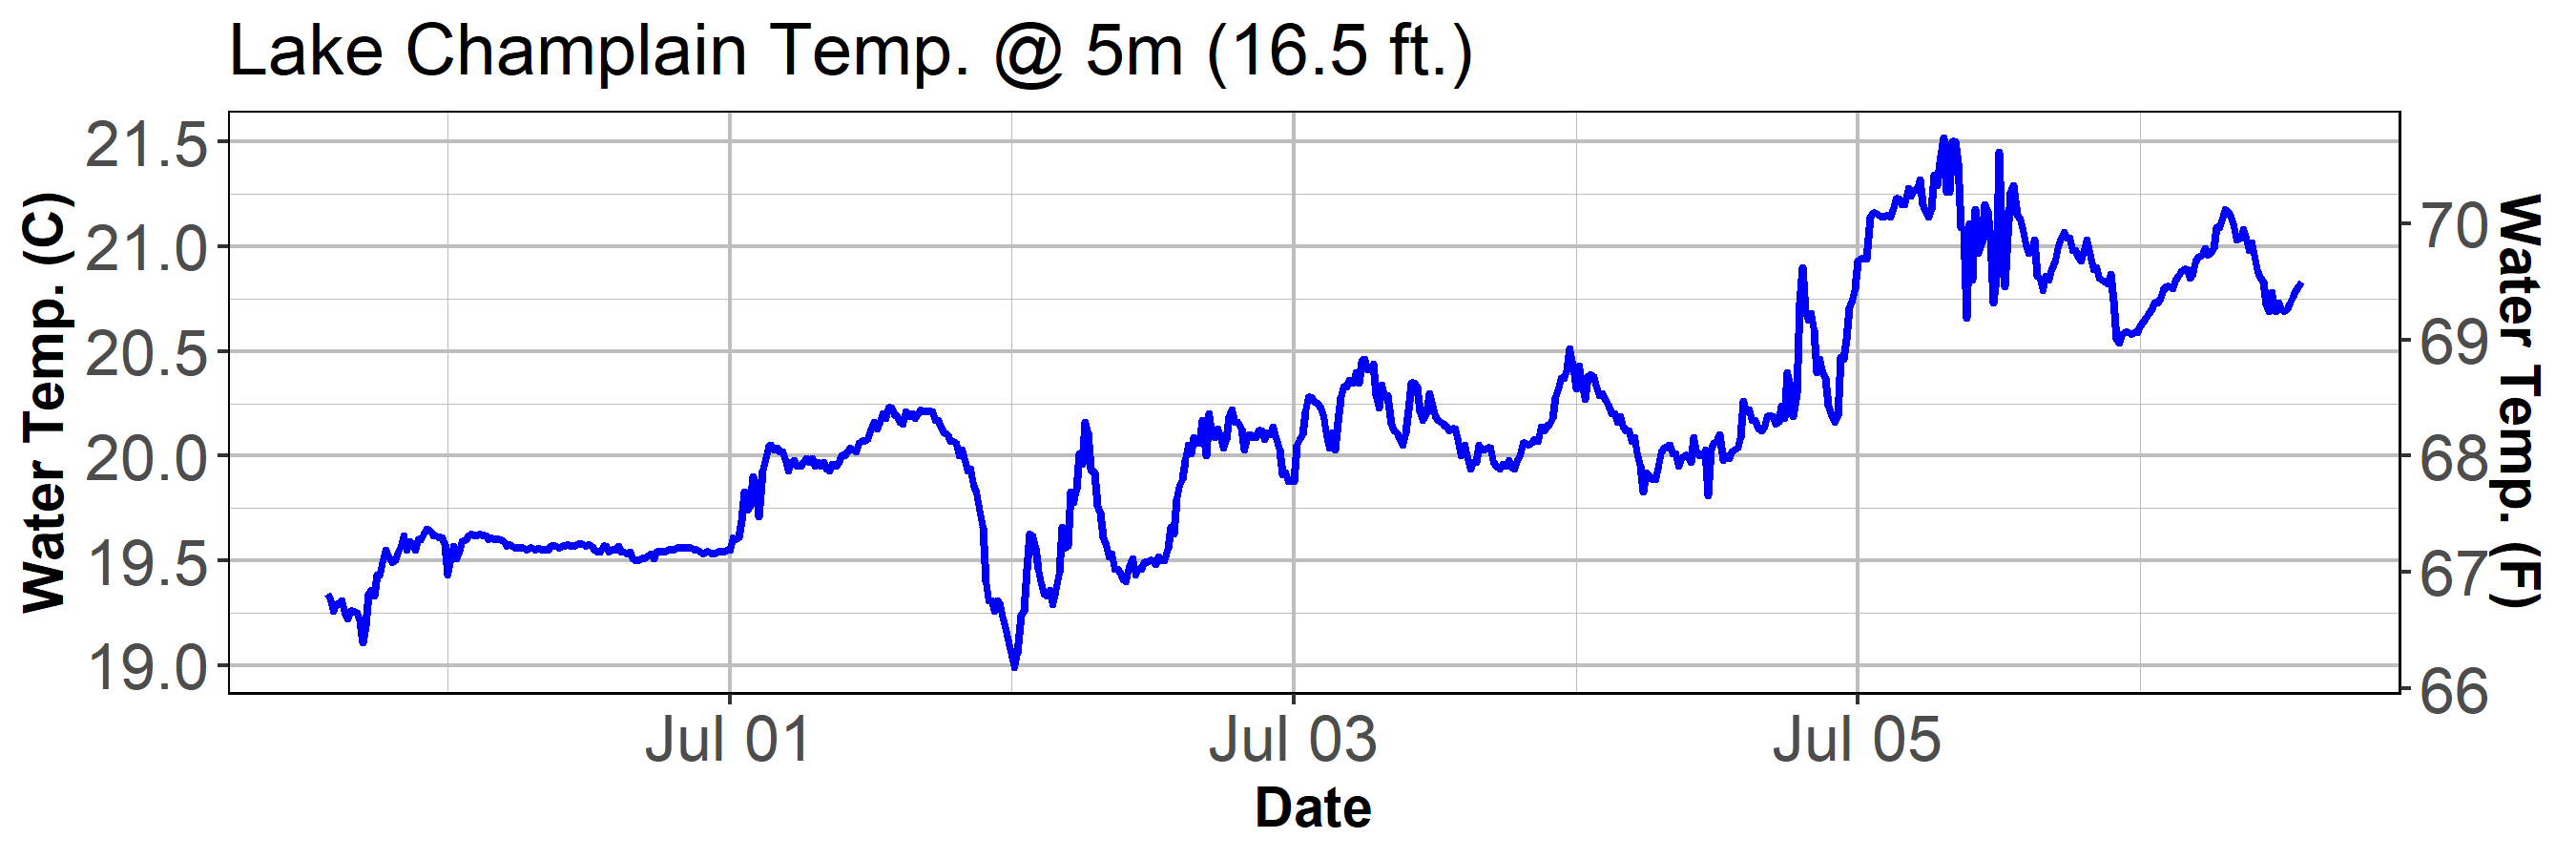 Lake Champlain Temp. @ 5m (16.5 ft.)
Water Temp. (C)
21.5
21.0
20.5
20.0
19.5
19.0
70
69
68
67
66
Water Temp. (F)
Jul 01
Jul 03
Jul 05
Date